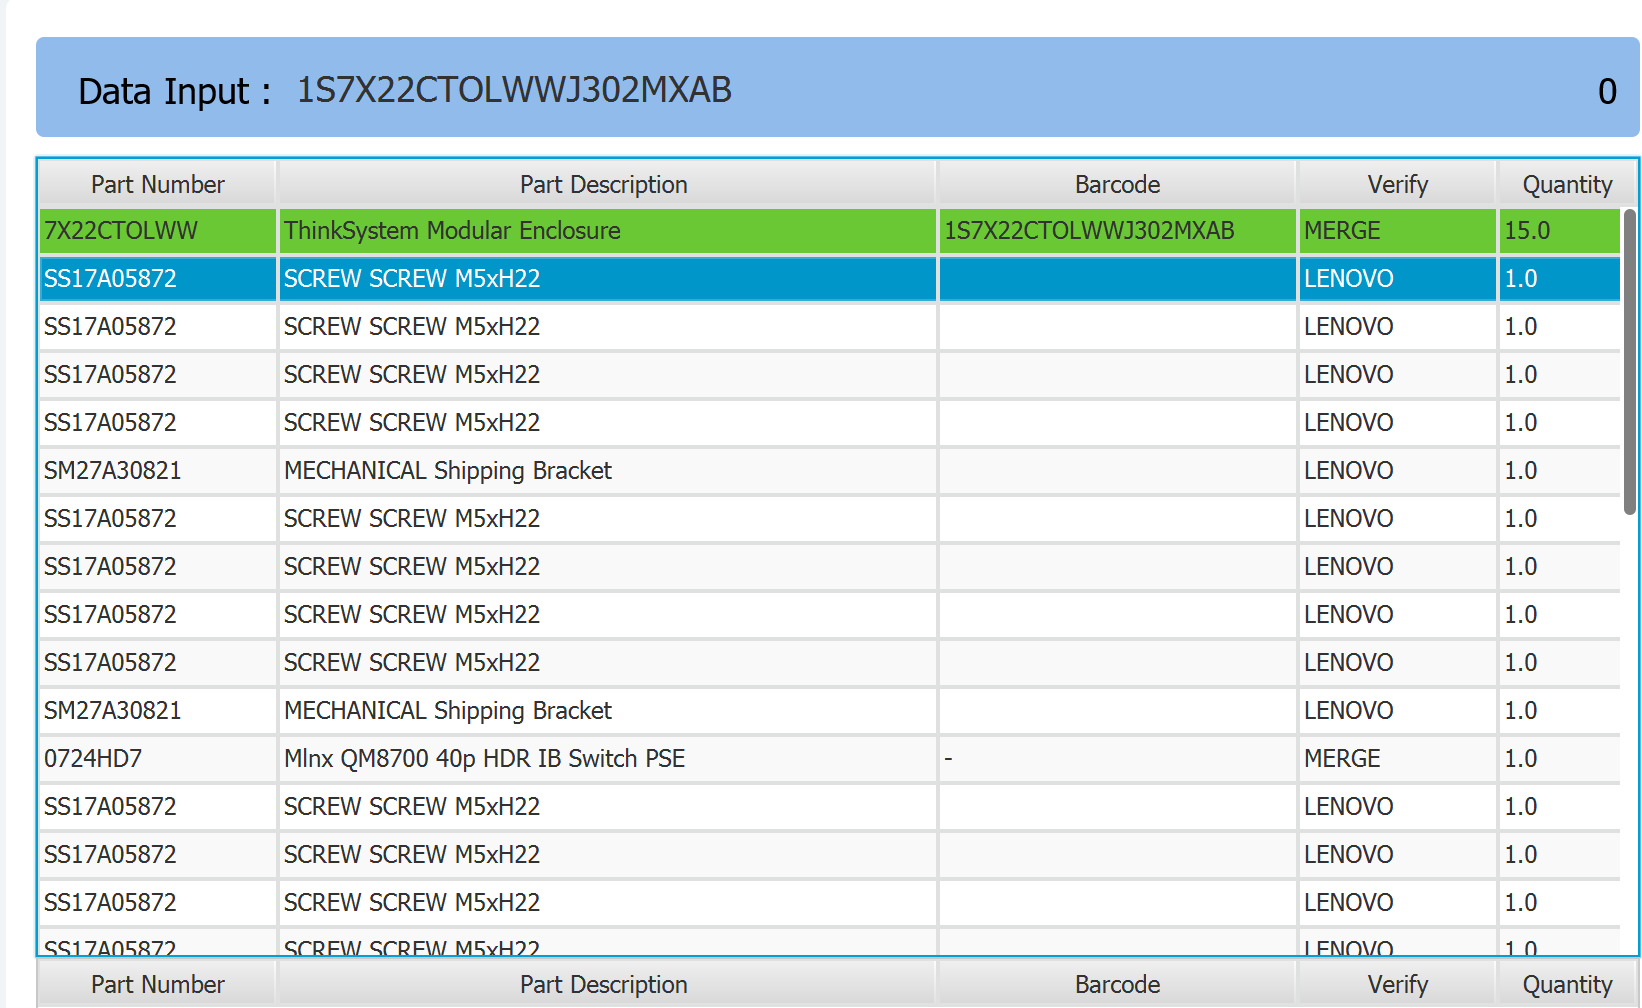 Data Input : 1S7X22CTOLWWJ302MXAB 0
Part Number Part Description Barcode Verify Quantity
7X22CTOLWW ThinkSystem Modular Enclosure 1S7X22CTOLWWJ302MXAB MERGE 15.0
SS17A05872 SCREW SCREW M5xH22 LENOVO 1.0
SS17A05872 SCREW SCREW M5xH22 LENOVO 1.0
SS17A05872 SCREW SCREW M5xH22 LENOVO 1.0
SS17A05872 SCREW SCREW M5xH22 LENOVO 1.0
SM27A30821 MECHANICAL Shipping Bracket LENOVO 1.0
SS17A05872 SCREW SCREW M5xH22 LENOVO 1.0
SS17A05872 SCREW SCREW M5xH22 LENOVO 1.0
SS17A05872 SCREW SCREW M5xH22 LENOVO 1.0
SS17A05872 SCREW SCREW M5xH22 LENOVO 1.0
SM27A30821 MECHANICAL Shipping Bracket LENOVO 1.0
0724HD7 Mlnx QM8700 40p HDR IB Switch PSE - MERGE 1.0
SS17A05872 SCREW SCREW M5xH22 LENOVO 1.0
SS17A05872 SCREW SCREW M5xH22 LENOVO 1.0
SS17A05872 SCREW SCREW M5xH22 LENOVO 1.0
SS17A05872 SCREW SCREW M5xH22 LENOVO 1.0
Part Number Part Description Barcode Verify Quantity